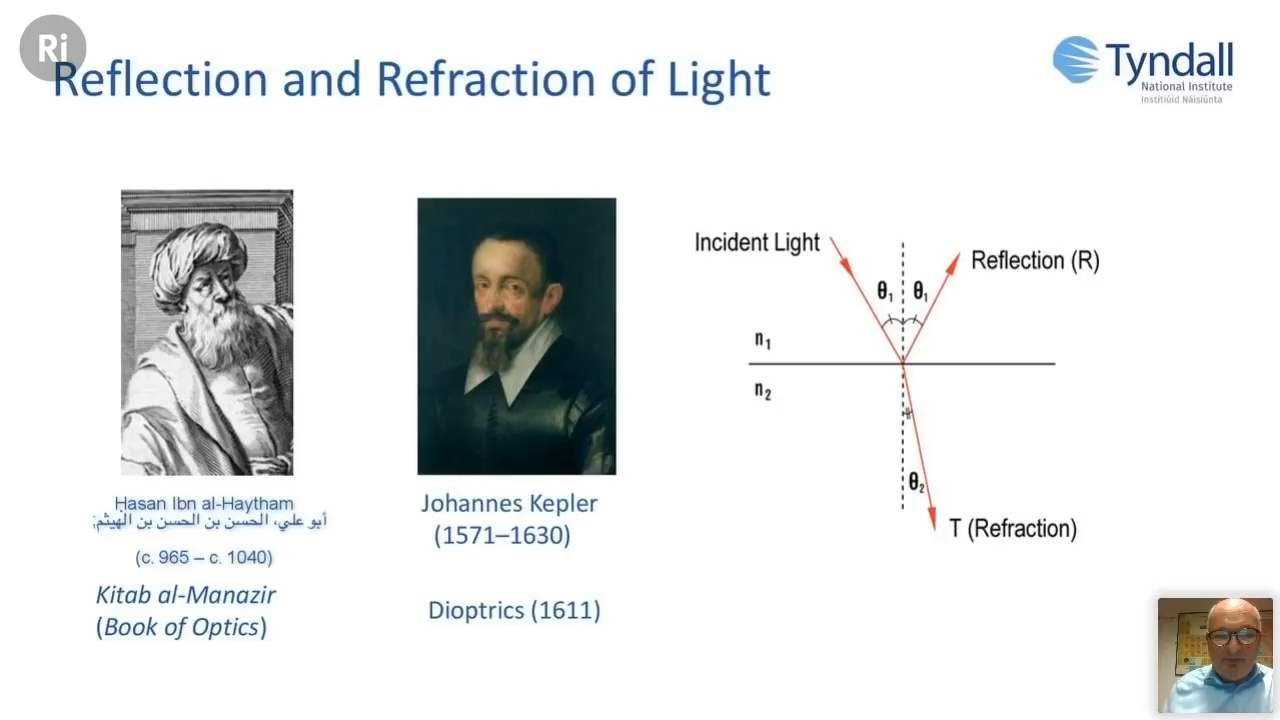 Ri
Reflection and Refraction of Light
Tyndall
National Institute
Institiúid Náisiúnta
Hasan Ibn al-Haytham
أبو علي، الحسن بن الحسن بن الهيثم;
(c. 965 – c. 1040)
Kitab al-Manazir
(Book of Optics)
Johannes Kepler
(1571–1630)
Dioptrics (1611)
Incident Light
Reflection (R)
θ1 θ1
n1
n2
θ2
T (Refraction)